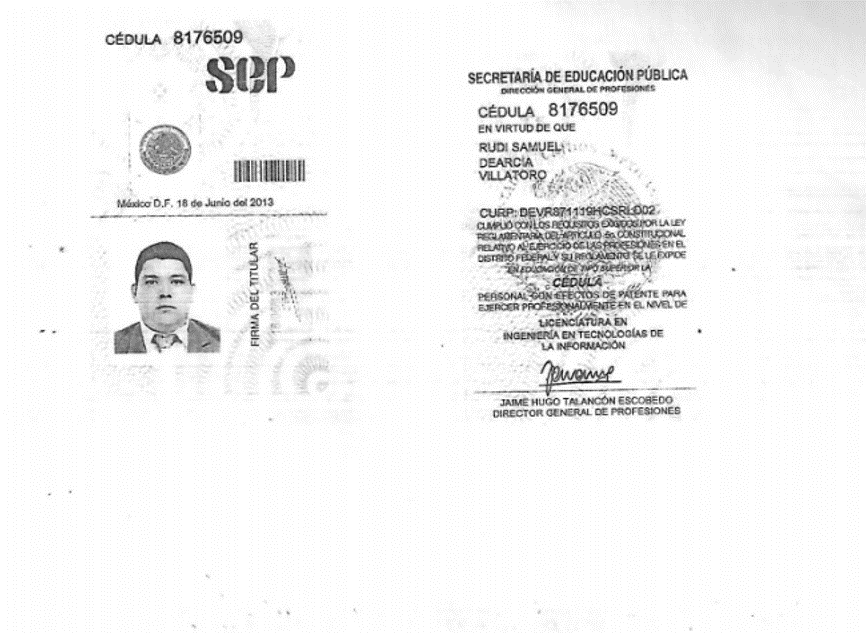 CÉDULA 8176509
SEP
México D.F. 18 de Junio del 2013
FIRMA DEL TITULAR
SECRETARÍA DE EDUCACIÓN PÚBLICA
DIRECCIÓN GENERAL DE PROFESIONES
CÉDULA 8176509
EN VIRTUD DE QUE
RUDI SAMUEL
DEARCIA
VILLATORO
CURP: DEVR871119HCSRLD02
CUMPLIÓ CON LOS REQUISITOS EXIGIDOS POR LA LEY
REGLAMENTARIA DEL ARTÍCULO 5o. CONSTITUCIONAL
RELATIVO AL EJERCICIO DE LAS PROFESIONES EN EL
DISTRITO FEDERAL Y SU REGLAMENTO SE LE EXPIDE
EN EDUCACIÓN DE TIPO SUPERIOR LA
CÉDULA
PERSONAL CON EFECTOS DE PATENTE PARA
EJERCER PROFESIONALMENTE EN EL NIVEL DE
LICENCIATURA EN
INGENIERÍA EN TECNOLOGÍAS DE
LA INFORMACIÓN
JAIME HUGO TALANCÓN ESCOBEDO
DIRECTOR GENERAL DE PROFESIONES